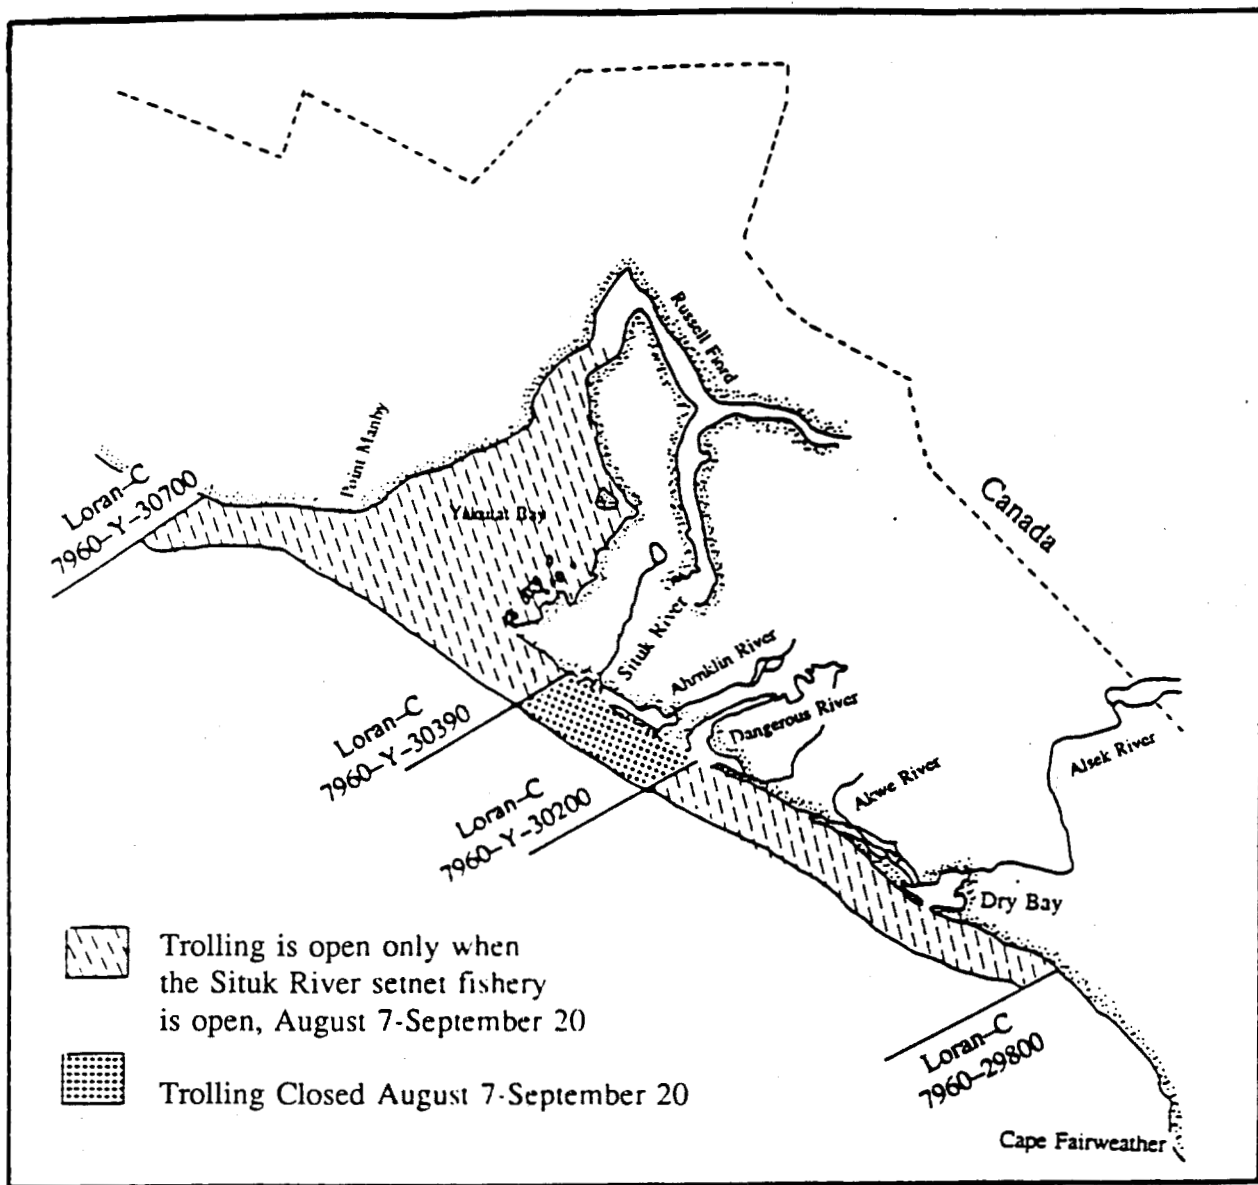 Russell Fiord
Point Manby
Canada
Loran-C
7960-Y-30700
Yakutat Bay
Situk River
Ahrnklin River
Dangerous River
Loran-C
7960-Y-30390
Alsek River
Akwe River
Loran-C
7960-Y-30200
Dry Bay
Trolling is open only when
the Situk River setnet fishery
is open, August 7-September 20
Loran-C
7960-29800
Trolling Closed August 7-September 20
Cape Fairweather